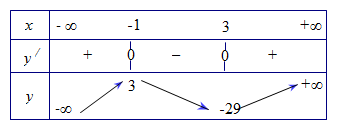 x -∞ -1 3 +∞
y′ + 0 − 0 +
y -∞ 3 -29 +∞